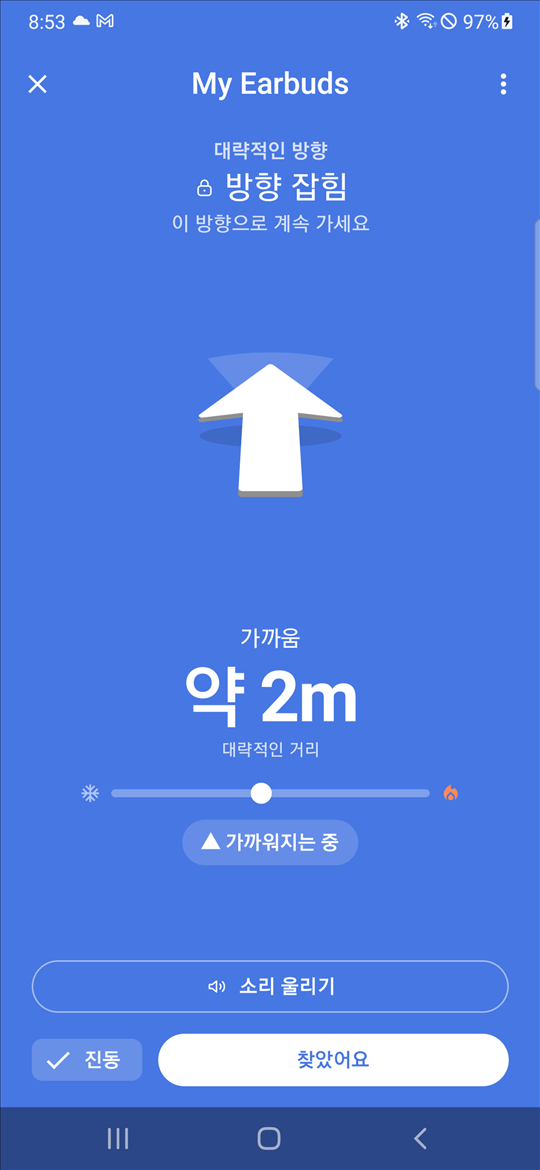 8:53
97%
My Earbuds
대략적인 방향
방향 잡힘
이 방향으로 계속 가세요
가까움
약 2m
대략적인 거리
가까워지는 중
소리 울리기
진동
찾았어요